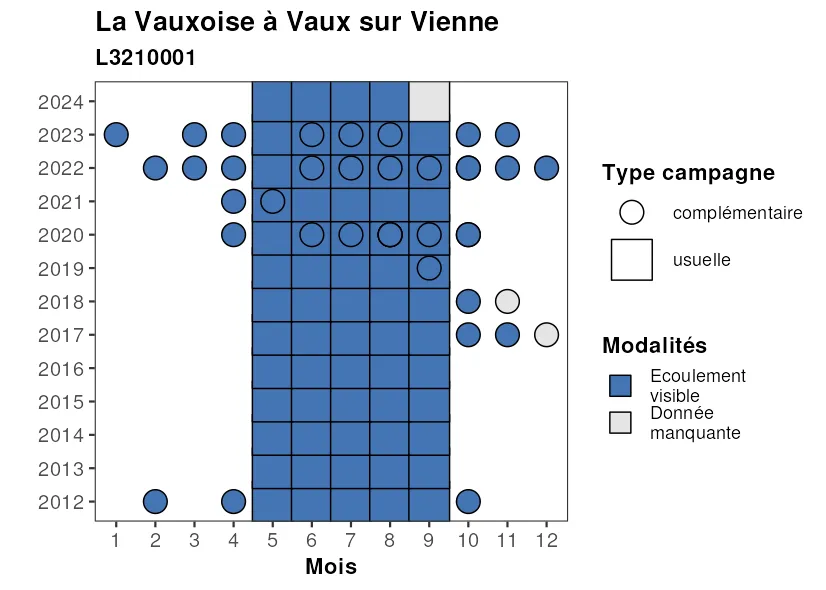 La Vauxoise à Vaux sur Vienne
L3210001
2024
2023
2022
2021
2020
2019
2018
2017
2016
2015
2014
2013
2012
1 2 3 4 5 6 7 8 9 10 11 12
Mois
Type campagne
complémentaire
usuelle
Modalités
Ecoulement
visible
Donnée
manquante